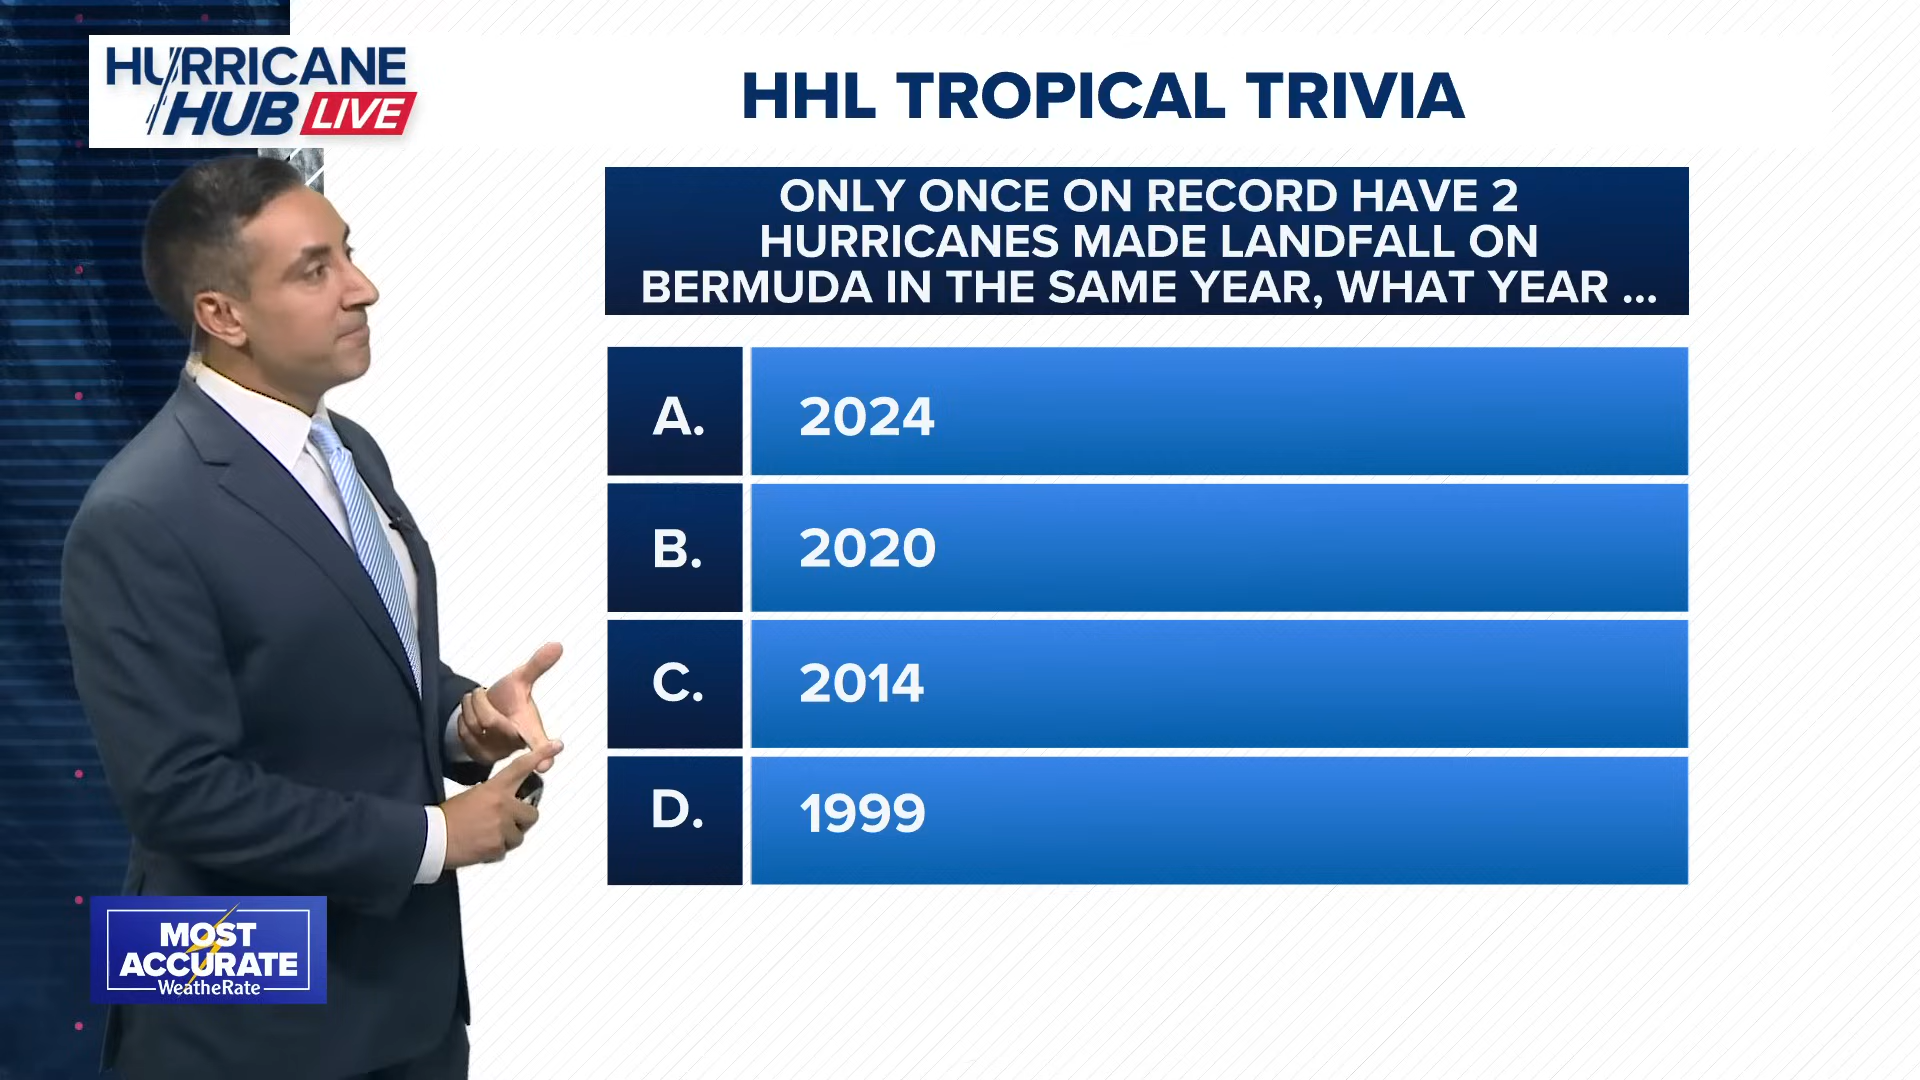 HURRICANE
HUB LIVE
HHL TROPICAL TRIVIA
ONLY ONCE ON RECORD HAVE 2
HURRICANES MADE LANDFALL ON
BERMUDA IN THE SAME YEAR, WHAT YEAR ...
A. 2024
B. 2020
C. 2014
D. 1999
MOST
ACCURATE
WeatheRate